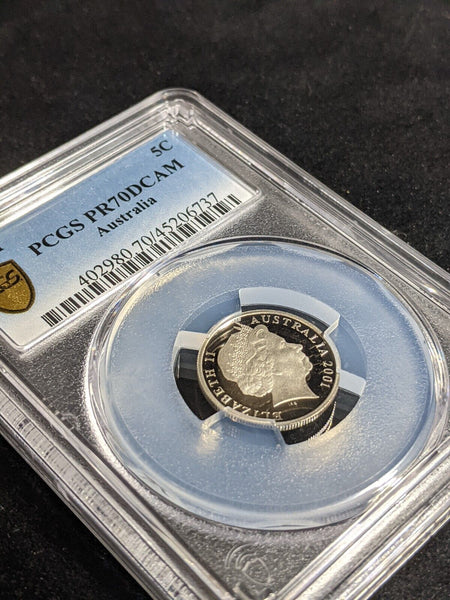 5C
PCGS PR70DCAM
Australia
402980.70/45206737
ELIZABETH II AUSTRALIA 2001